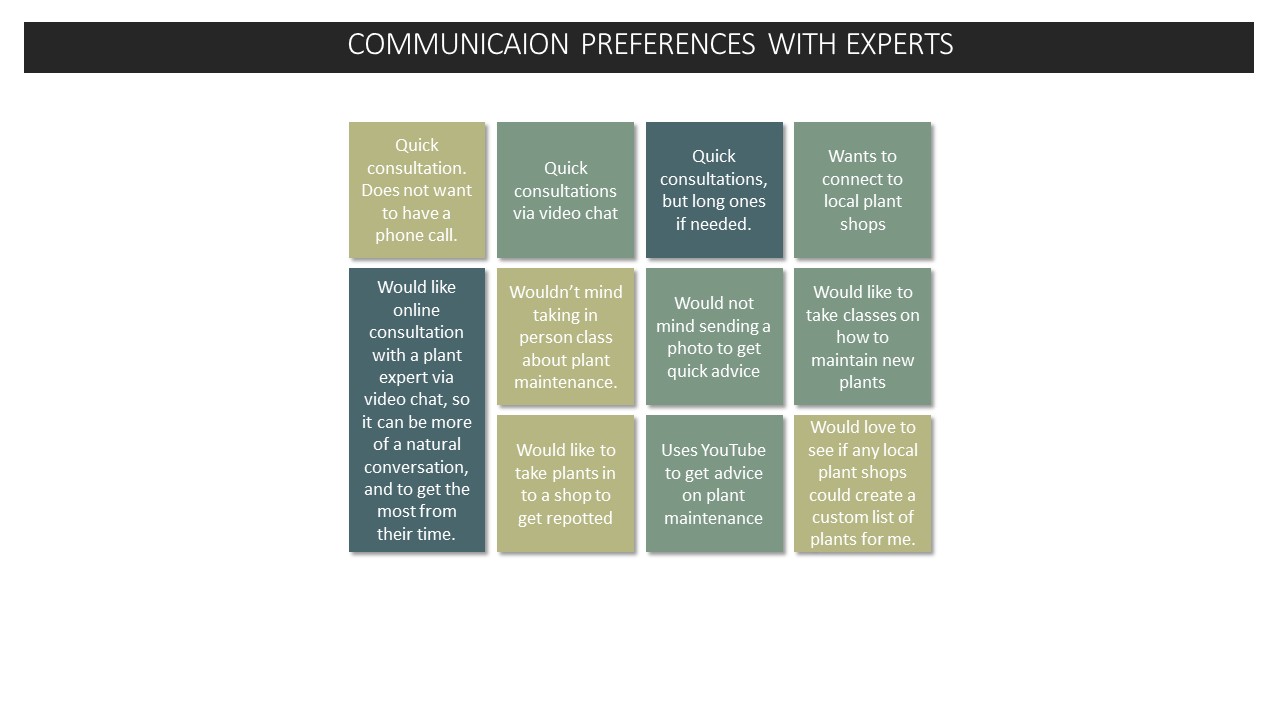 COMMUNICAION PREFERENCES WITH EXPERTS
Quick
consultation.
Does not want
to have a
phone call.
Quick
consultations
via video chat
Quick
consultations,
but long ones
if needed.
Wants to
connect to
local plant
shops
Would like
online
consultation
with a plant
expert via
video chat, so
it can be more
of a natural
conversation,
and to get the
most from
their time.
Wouldn’t mind
taking in
person class
about plant
maintenance.
Would not
mind sending a
photo to get
quick advice
Would like to
take classes on
how to
maintain new
plants
Would like to
take plants in
to a shop to
get repotted
Uses YouTube
to get advice
on plant
maintenance
Would love to
see if any local
plant shops
could create a
custom list of
plants for me.